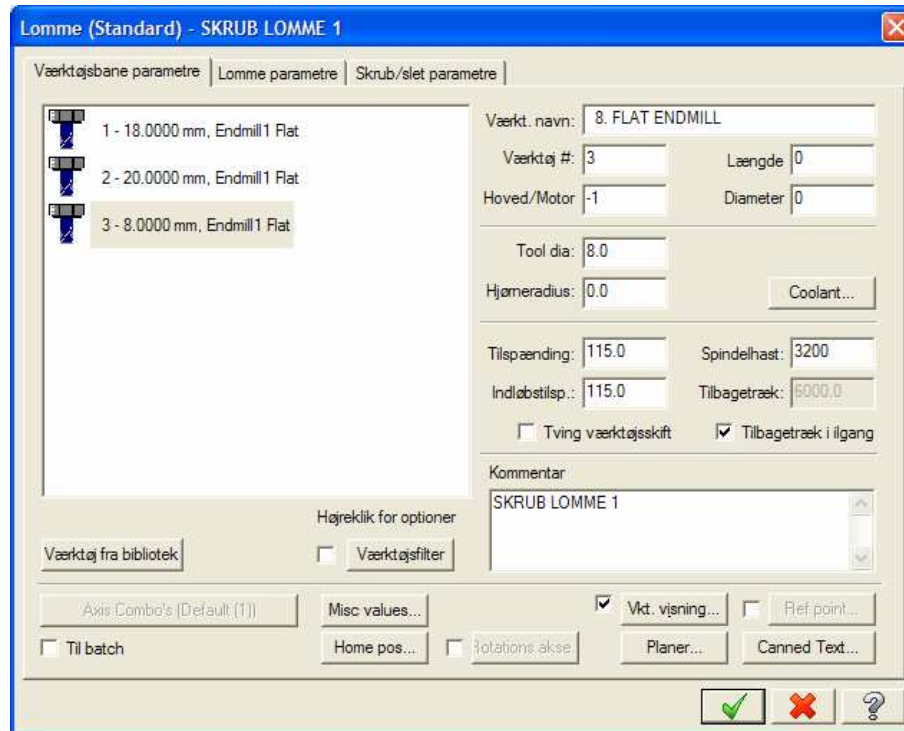 Lomme (Standard) - SKRUB LOMME 1
Værktøjsbane parametre
Lomme parametre
Skrub/slet parametre
1 - 18.0000 mm, Endmill1 Flat
2 - 20.0000 mm, Endmill1 Flat
3 - 8.0000 mm, Endmill1 Flat
Værkt. navn: 8. FLAT ENDMILL
Værktøj #: 3 Længde 0
Hoved/Motor -1 Diameter 0
Tool dia: 8.0
Hjørneradius: 0.0 Coolant...
Tilspænding: 115.0 Spindelhast: 3200
Indløbstilsp.: 115.0 Tilbagetræk: 6000.0
Tving værktøjsskift Tilbagetræk i ilgang
Kommentar
SKRUB LOMME 1
Højreklik for optioner
Værktøj fra bibliotek Værktøjsfilter
Axis Combo's (Default (1)) Misc values... Vkt. visning... Ref point...
Til batch Home pos... Rotations akse. Planer... Canned Text...